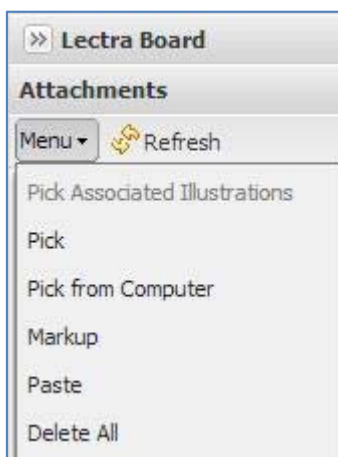 Lectra Board
Attachments
Menu Refresh
Pick Associated Illustrations
Pick
Pick from Computer
Markup
Paste
Delete All